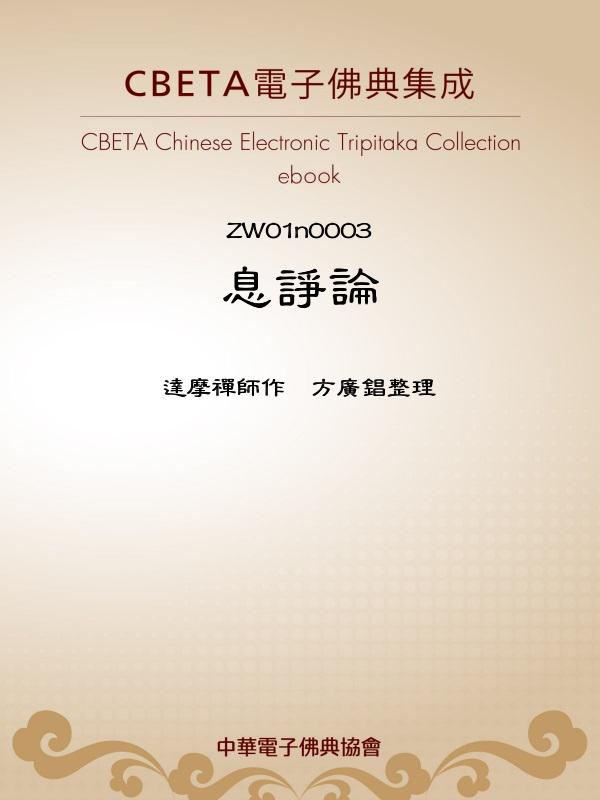 CBETA電子佛典集成
CBETA Chinese Electronic Tripitaka Collection
ebook
ZW01n0003
息諍論
達摩禪師作　方廣錩整理
中華電子佛典協會